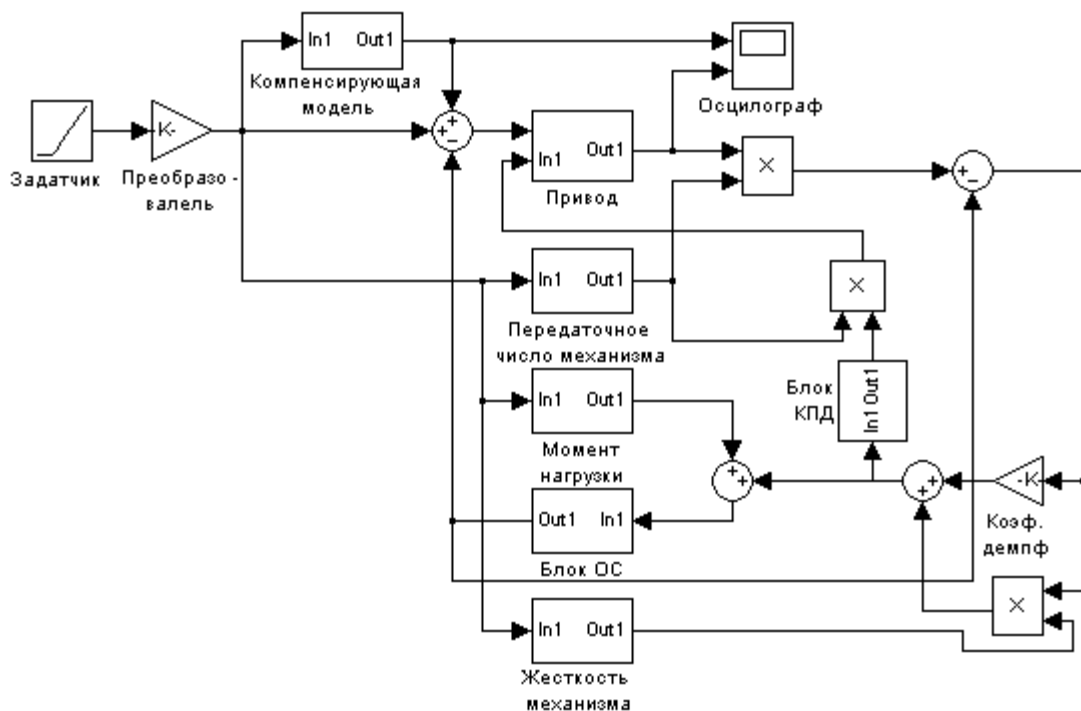 In1 Out1
Компенсирующая
модель
Осцилограф
K-
Задатчик
Преобразо -
валель
In1
Out1
Привод
×
In1 Out1
Передаточное
число механизма
×
In1 Out1
Момент
нагрузки
Блок
КПД
In1 Out1
-K-
Коэф.
демпф
Out1 In1
Блок ОС
×
In1 Out1
Жесткость
механизма